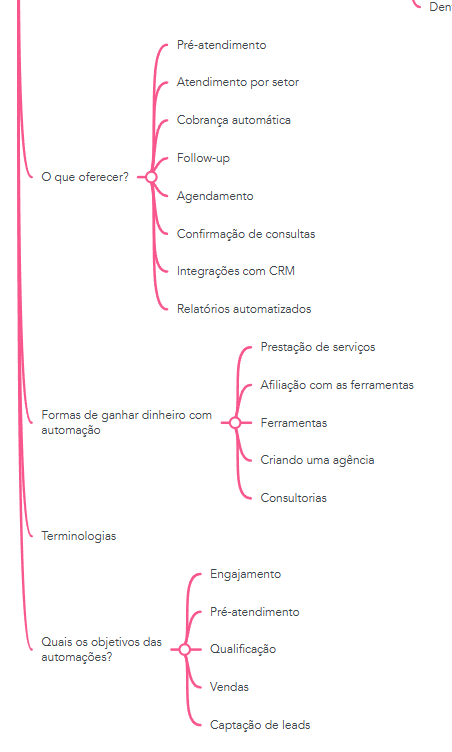 Den
Pré-atendimento
Atendimento por setor
Cobrança automática
Follow-up
O que oferecer?
Agendamento
Confirmação de consultas
Integrações com CRM
Relatórios automatizados
Prestação de serviços
Afiliação com as ferramentas
Formas de ganhar dinheiro com
automação
Ferramentas
Criando uma agência
Consultorias
Terminologias
Engajamento
Pré-atendimento
Quais os objetivos das
automações?
Qualificação
Vendas
Captação de leads